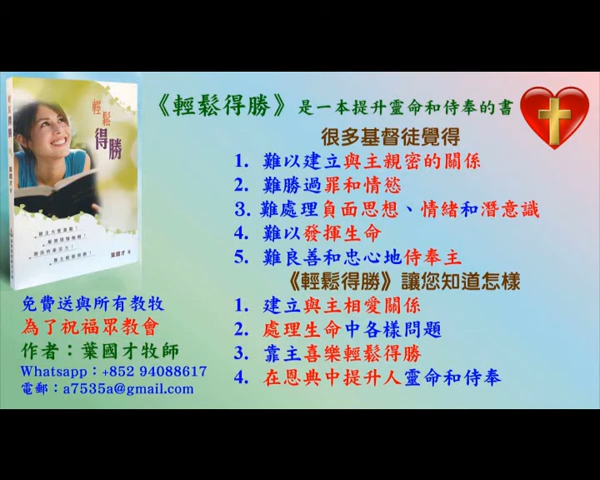 輕鬆
得勝
葉國才 著
《輕鬆得勝》是一本提升靈命和侍奉的書
很多基督徒覺得
1. 難以建立與主親密的關係
2. 難勝過罪和情慾
3. 難處理負面思想、情緒和潛意識
4. 難以發揮生命
5. 難良善和忠心地侍奉主
《輕鬆得勝》讓您知道怎樣
1. 建立與主相愛關係
2. 處理生命中各樣問題
3. 靠主喜樂輕鬆得勝
4. 在恩典中提升人靈命和侍奉
免費送與所有教牧
為了祝福眾教會
作者：葉國才牧師
Whatsapp：+852 94088617
電郵：a7535a@gmail.com